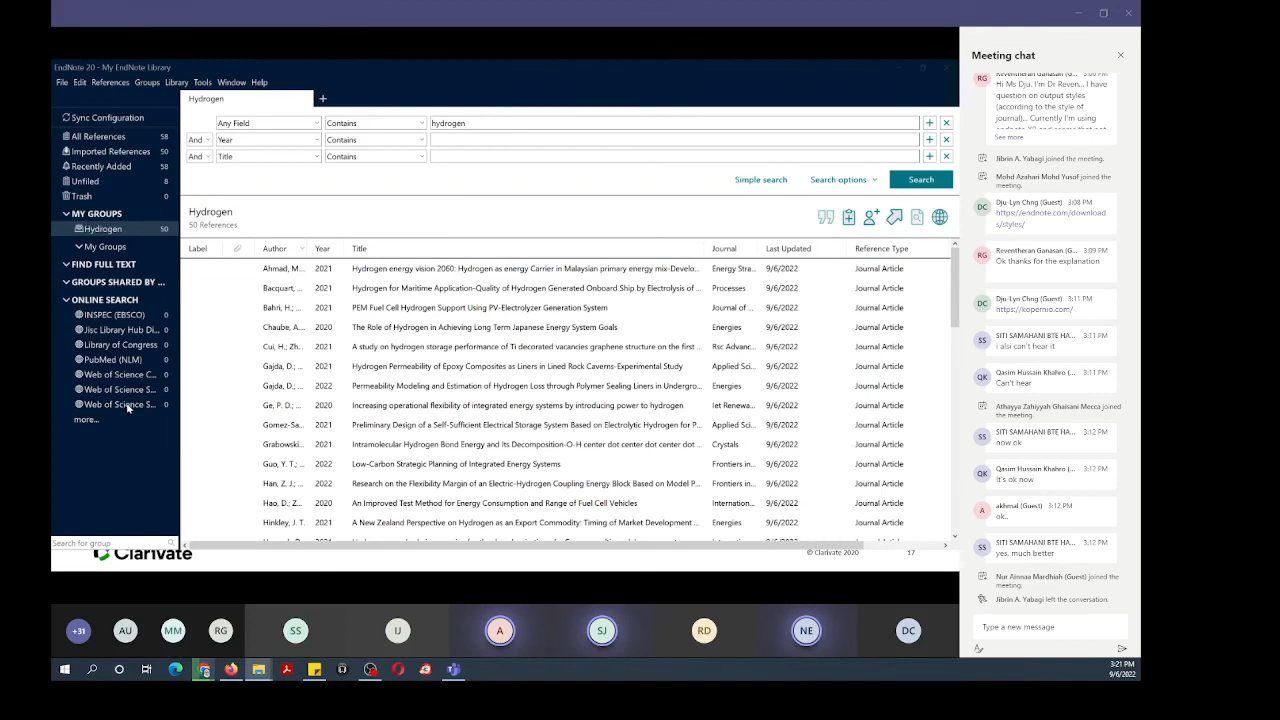 EndNote 20 - My EndNote Library
File Edit References Groups Library Tools Window Help
Sync Configuration
All References 58
Imported References 50
Recently Added 58
Unfiled 8
Trash 0
MY GROUPS
Hydrogen 50
My Groups
FIND FULL TEXT
GROUPS SHARED BY ...
ONLINE SEARCH
INSPEC (EBSCO) 0
Jisc Library Hub Di... 0
Library of Congress 0
PubMed (NLM) 0
Web of Science C... 0
Web of Science S... 0
Web of Science S... 0
more...
Search for group
Hydrogen
Any Field Contains hydrogen
And Year Contains
And Title Contains
Simple search Search options Search
Hydrogen
50 References
Label Author Year Title Journal Last Updated Reference Type
Ahmad, M... 2021 Hydrogen energy vision 2060: Hydrogen as energy Carrier in Malaysian primary energy mix-Develo... Energy Stra... 9/6/2022 Journal Article
Bacquart, ... 2021 Hydrogen for Maritime Application-Quality of Hydrogen Generated Onboard Ship by Electrolysis of ... Processes 9/6/2022 Journal Article
Bahri, H.; ... 2021 PEM Fuel Cell Hydrogen Support Using PV-Electrolyzer Generation System Journal of ... 9/6/2022 Journal Article
Chaube, A... 2020 The Role of Hydrogen in Achieving Long Term Japanese Energy System Goals Energies 9/6/2022 Journal Article
Cui, H.; Zh... 2021 A study on hydrogen storage performance of Ti decorated vacancies graphene structure on the first ... Rsc Advanc... 9/6/2022 Journal Article
Gajda, D.; ... 2021 Hydrogen Permeability of Epoxy Composites as Liners in Lined Rock Caverns-Experimental Study Applied Sci... 9/6/2022 Journal Article
Gajda, D.; ... 2022 Permeability Modeling and Estimation of Hydrogen Loss through Polymer Sealing Liners in Undergro... Energies 9/6/2022 Journal Article
Ge, P. D.; ... 2020 Increasing operational flexibility of integrated energy systems by introducing power to hydrogen Iet Renewa... 9/6/2022 Journal Article
Gomez-Sa... 2021 Preliminary Design of a Self-Sufficient Electrical Storage System Based on Electrolytic Hydrogen for P... Applied Sci... 9/6/2022 Journal Article
Grabowski... 2021 Intramolecular Hydrogen Bond Energy and Its Decomposition-O-H center dot center dot center dot ... Crystals 9/6/2022 Journal Article
Guo, Y. T.; ... 2022 Low-Carbon Strategic Planning of Integrated Energy Systems Frontiers in... 9/6/2022 Journal Article
Han, Z. J.; ... 2022 Research on the Flexibility Margin of an Electric-Hydrogen Coupling Energy Block Based on Model P... Frontiers in... 9/6/2022 Journal Article
Hao, D.; Z... 2020 An Improved Test Method for Energy Consumption and Range of Fuel Cell Vehicles Internation... 9/6/2022 Journal Article
Hinkley, J. T. 2021 A New Zealand Perspective on Hydrogen as an Export Commodity: Timing of Market Development ... Energies 9/6/2022 Journal Article
Clarivate © Clarivate 2020 17
+31 AU MM RG SS IJ A SJ RD NE DC
Meeting chat
RG Reventheran Ganasan (G...
Hi Ms Dju. I'm Dr Reven... I have
question on output styles
(according to the style of
journal)... Currently I'm using
See more
Jibrin A. Yabagi joined the meeting.
Mohd Azahari Mohd Yusof joined the
meeting.
DC Dju-Lyn Chng (Guest) 3:08 PM
https://endnote.com/download
s/styles/
RG Reventheran Ganasan (G... 3:09 PM
Ok thanks for the explanation
DC Dju-Lyn Chng (Guest) 3:11 PM
https://kopernio.com/
SS SITI SAMAHANI BTE HA... 3:11 PM
i alsi can't hear it
QK Qasim Hussain Khahro (... 3:11 PM
Can't hear
Athayya Zahiyyah Ghaisani Mecca joined
the meeting.
SS SITI SAMAHANI BTE HA... 3:12 PM
now ok
QK Qasim Hussain Khahro (... 3:12 PM
It's ok now
A akhmal (Guest) 3:12 PM
ok..
SS SITI SAMAHANI BTE HA... 3:12 PM
yes, much better
Nur Ainnaa Mardhiah (Guest) joined the
meeting.
Jibrin A. Yabagi left the conversation.
Type a new message
3:21 PM
9/6/2022